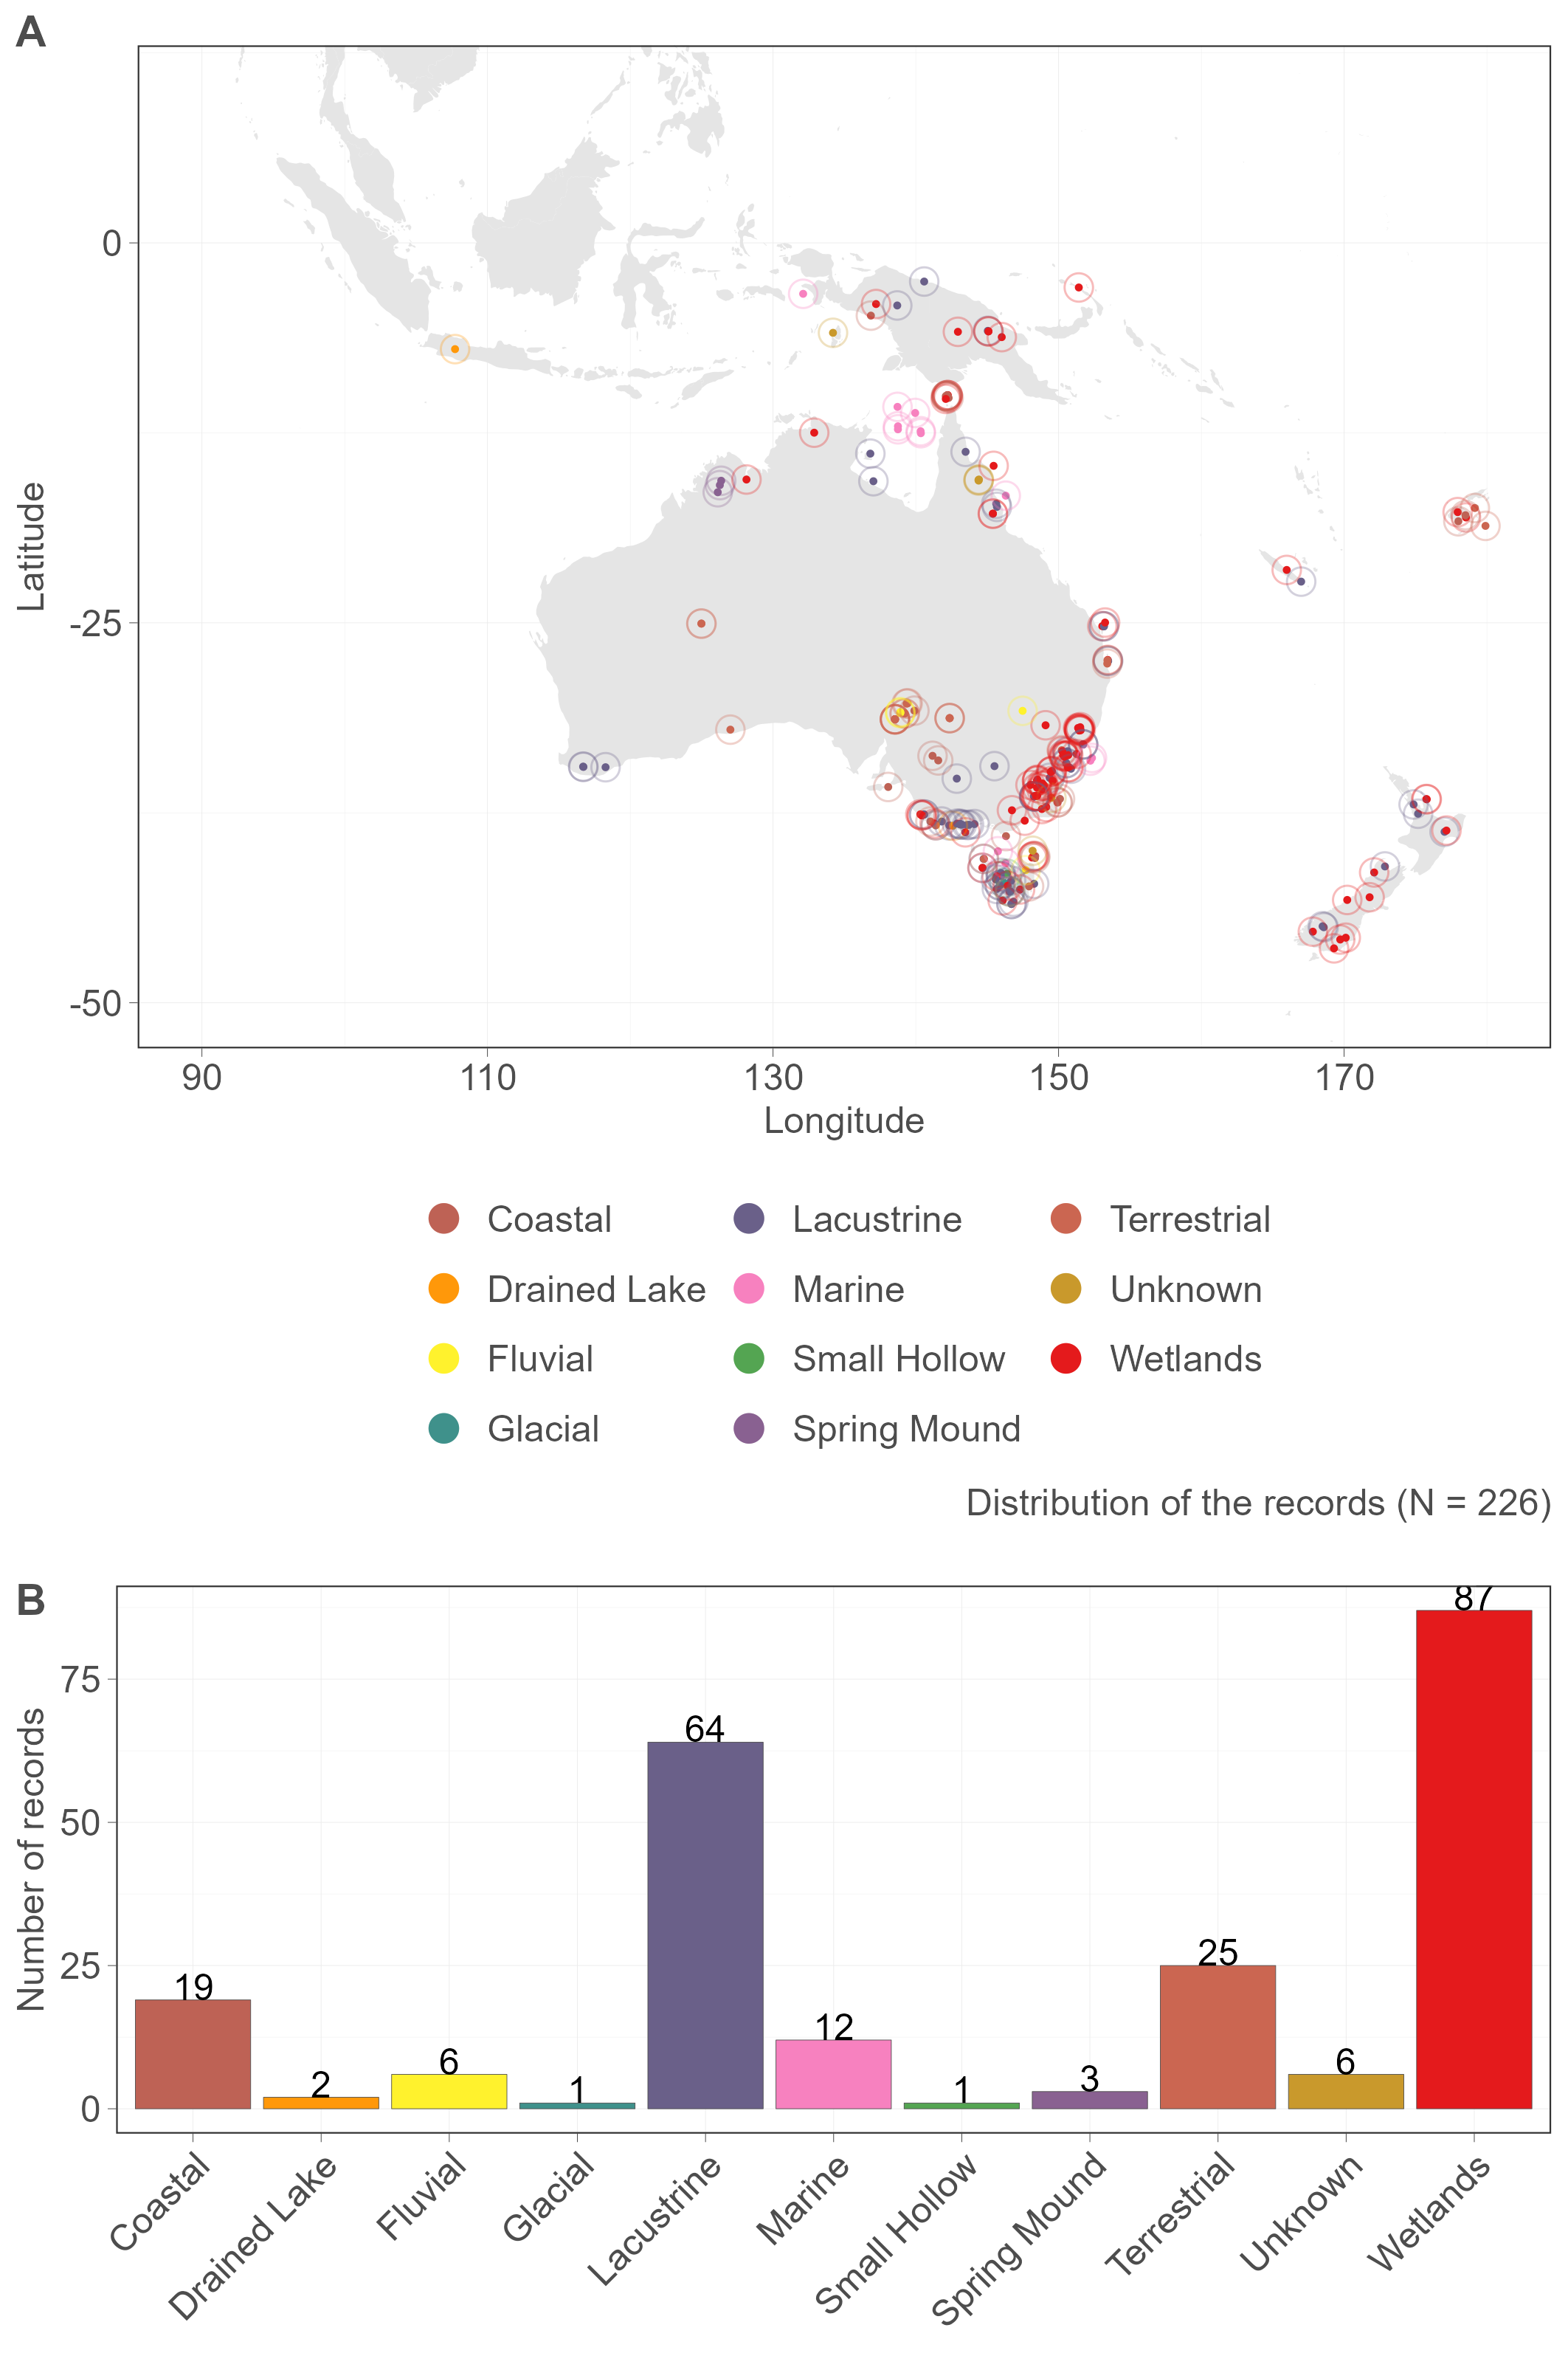 A
0
-25
-50
Latitude
90 110 130 150 170
Longitude
Coastal Lacustrine Terrestrial
Drained Lake Marine Unknown
Fluvial Small Hollow Wetlands
Glacial Spring Mound
Distribution of the records (N = 226)
B
Number of records
75
50
25
0
19 2 6 1 64 12 1 3 25 6 87
Coastal Drained Lake Fluvial Glacial Lacustrine Marine Small Hollow Spring Mound Terrestrial Unknown Wetlands